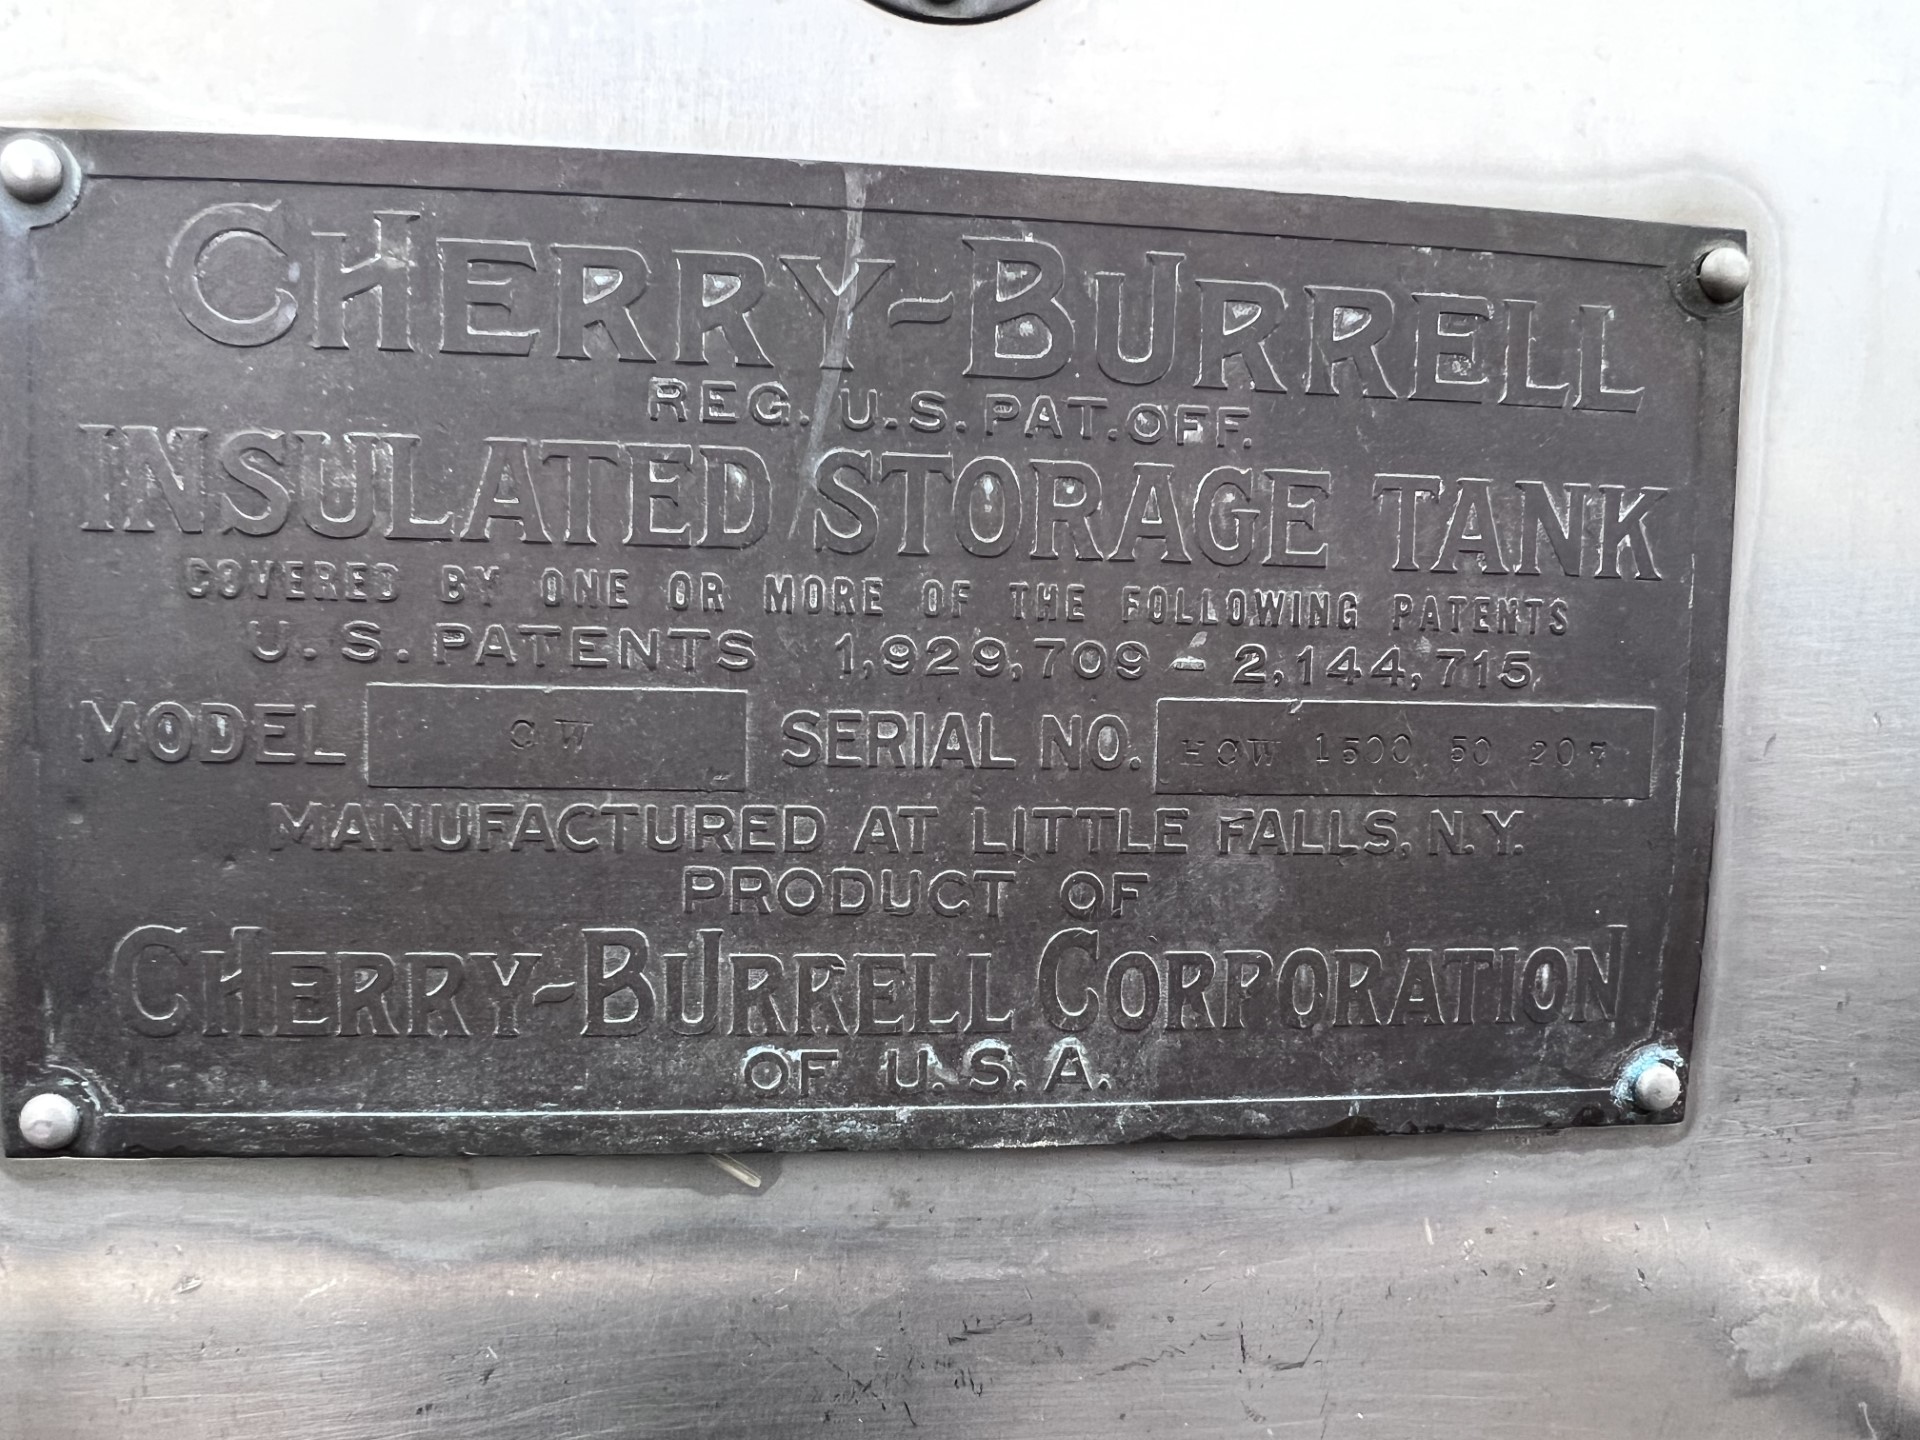 CHERRY-BURRELL
REG. U.S. PAT. OFF.
INSULATED STORAGE TANK
COVERED BY ONE OR MORE OF THE FOLLOWING PATENTS
U. S. PATENTS 1,929,709 - 2,144,715
MODEL CW SERIAL NO. HCW 1500 50 207
MANUFACTURED AT LITTLE FALLS, N.Y.
PRODUCT OF
CHERRY-BURRELL CORPORATION
OF U.S.A.